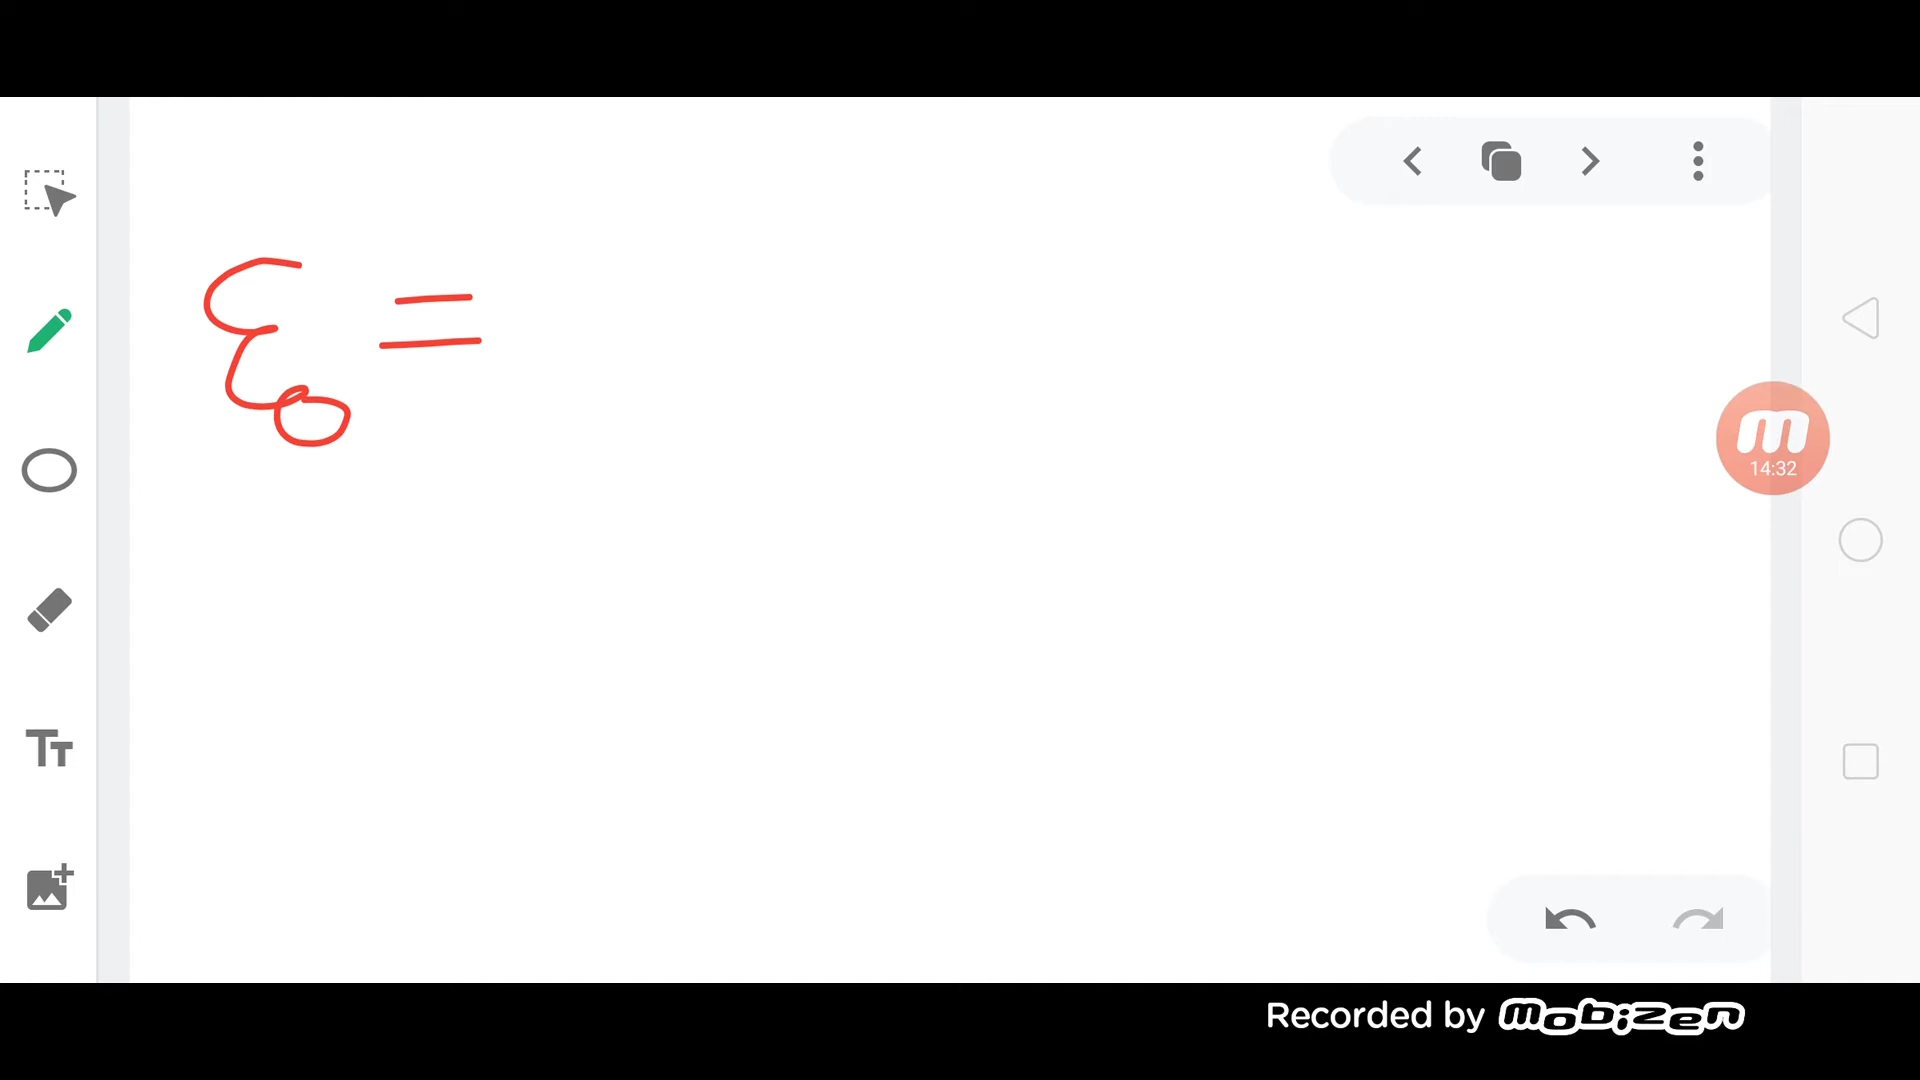 ε₀ =
14:32
Recorded by mobizen